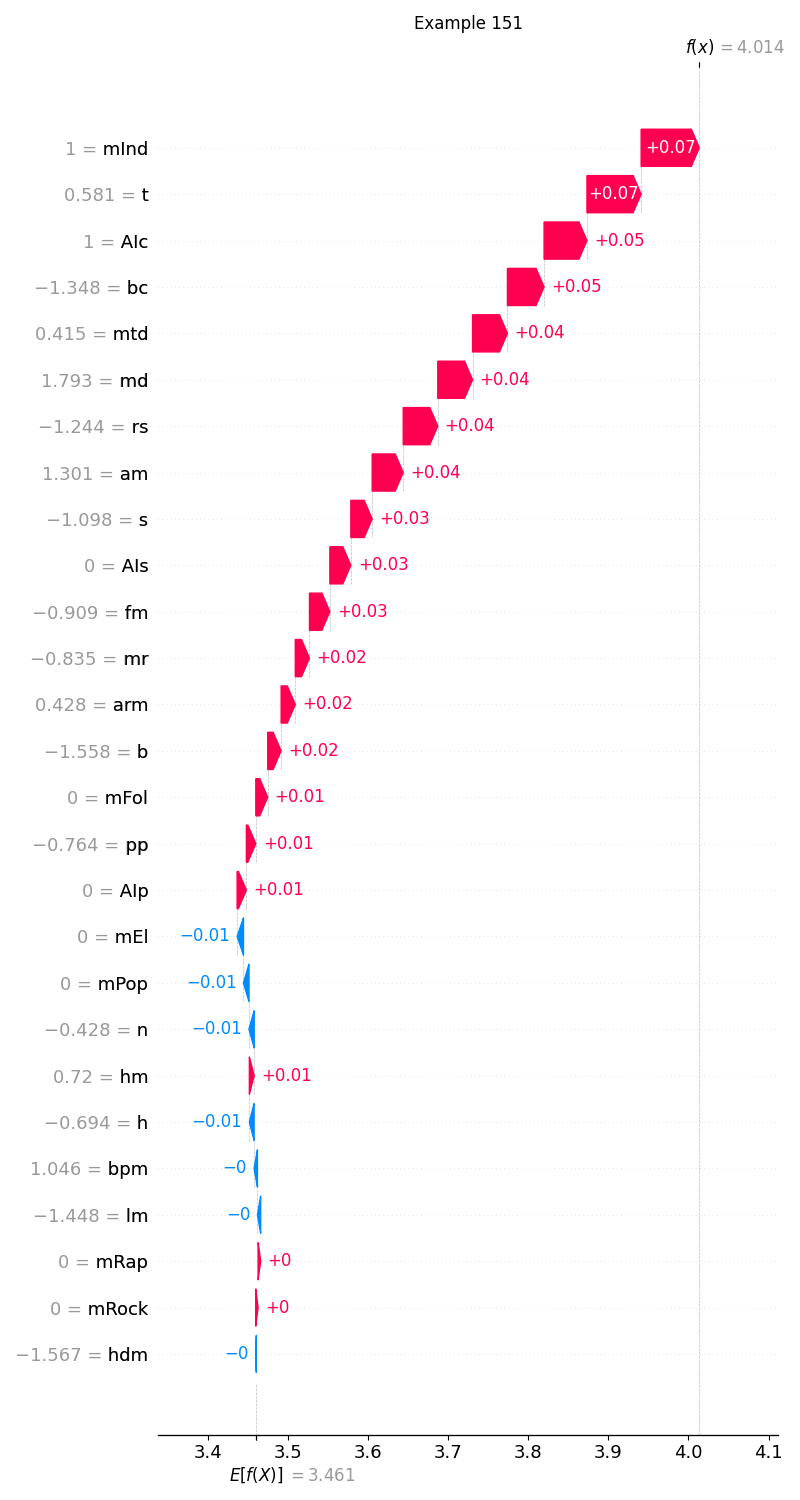 Example 151
f(x) = 4.014
1 = mInd +0.07
0.581 = t +0.07
1 = AIc +0.05
−1.348 = bc +0.05
0.415 = mtd +0.04
1.793 = md +0.04
−1.244 = rs +0.04
1.301 = am +0.04
−1.098 = s +0.03
0 = AIs +0.03
−0.909 = fm +0.03
−0.835 = mr +0.02
0.428 = arm +0.02
−1.558 = b +0.02
0 = mFol +0.01
−0.764 = pp +0.01
0 = AIp +0.01
0 = mEl −0.01
0 = mPop −0.01
−0.428 = n −0.01
0.72 = hm +0.01
−0.694 = h −0.01
1.046 = bpm −0
−1.448 = lm −0
0 = mRap +0
0 = mRock +0
−1.567 = hdm −0
3.4 3.5 3.6 3.7 3.8 3.9 4.0 4.1
E[f(X)] = 3.461